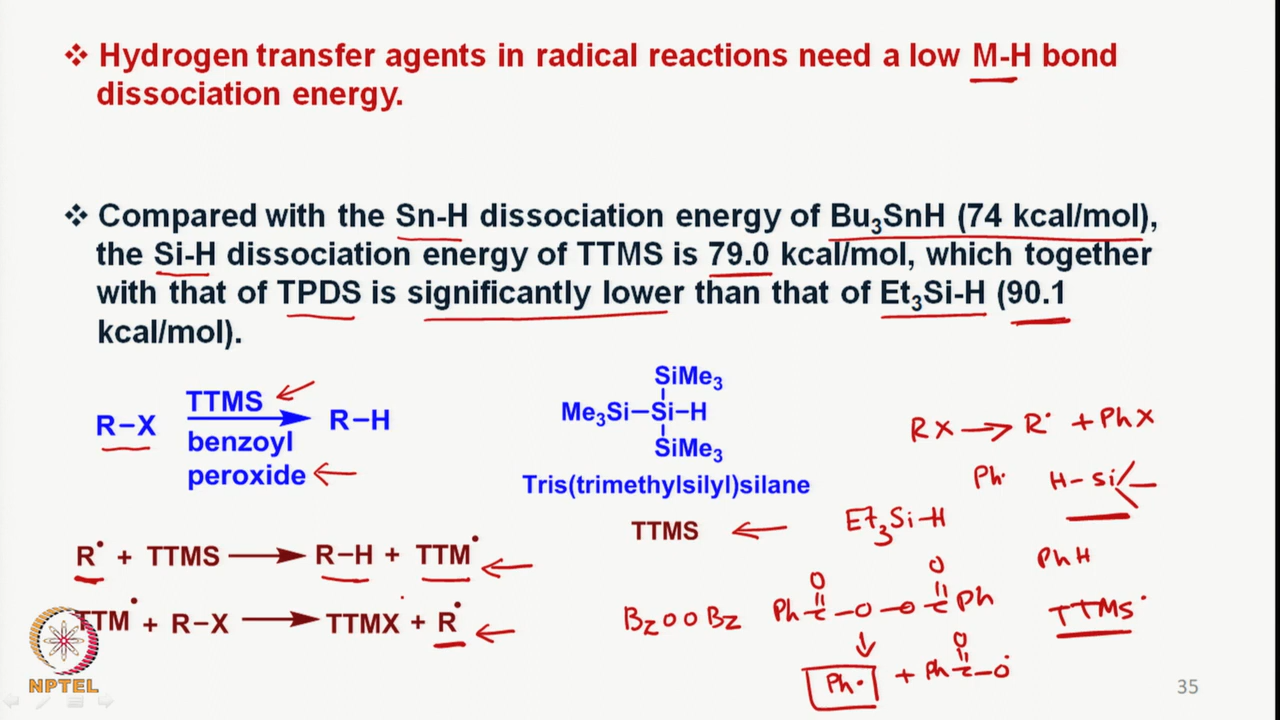 ❖ Hydrogen transfer agents in radical reactions need a low M-H bond
dissociation energy.
❖ Compared with the Sn-H dissociation energy of Bu₃SnH (74 kcal/mol),
the Si-H dissociation energy of TTMS is 79.0 kcal/mol, which together
with that of TPDS is significantly lower than that of Et₃Si-H (90.1
kcal/mol).
R–X
TTMS
benzoyl
peroxide
R–H
SiMe₃
Me₃Si–Si–H
SiMe₃
Tris(trimethylsilyl)silane
TTMS
R• + TTMS ⟶ R–H + TTM•
TTM• + R–X ⟶ TTMX + R•
RX ⟶ R• + PhX
Ph• H–Si
Et₃Si–H
PhH
TTMS•
BzOOBz
O O
Ph C –O –O– C Ph
↓
O
Ph• + Ph C –O•
NPTEL
35